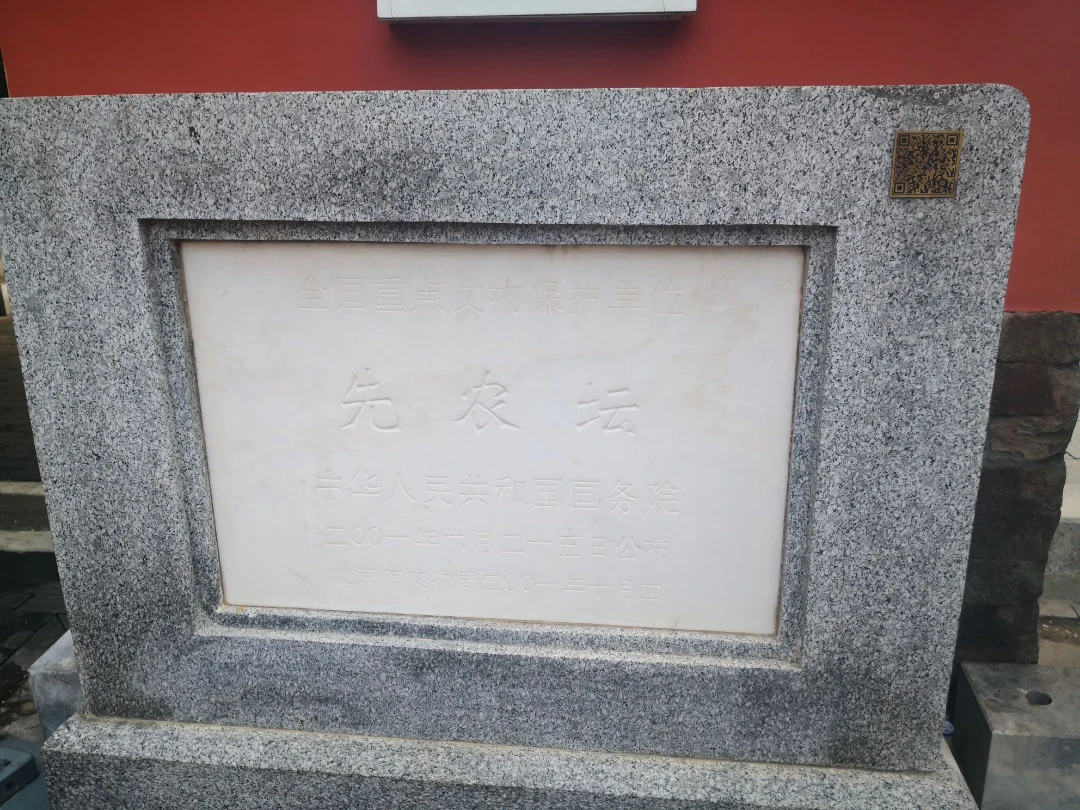 全国重点文物保护单位
先农坛
中华人民共和国国务院
二〇〇一年六月二十五日公布
北京市文物局二〇〇一年十月立